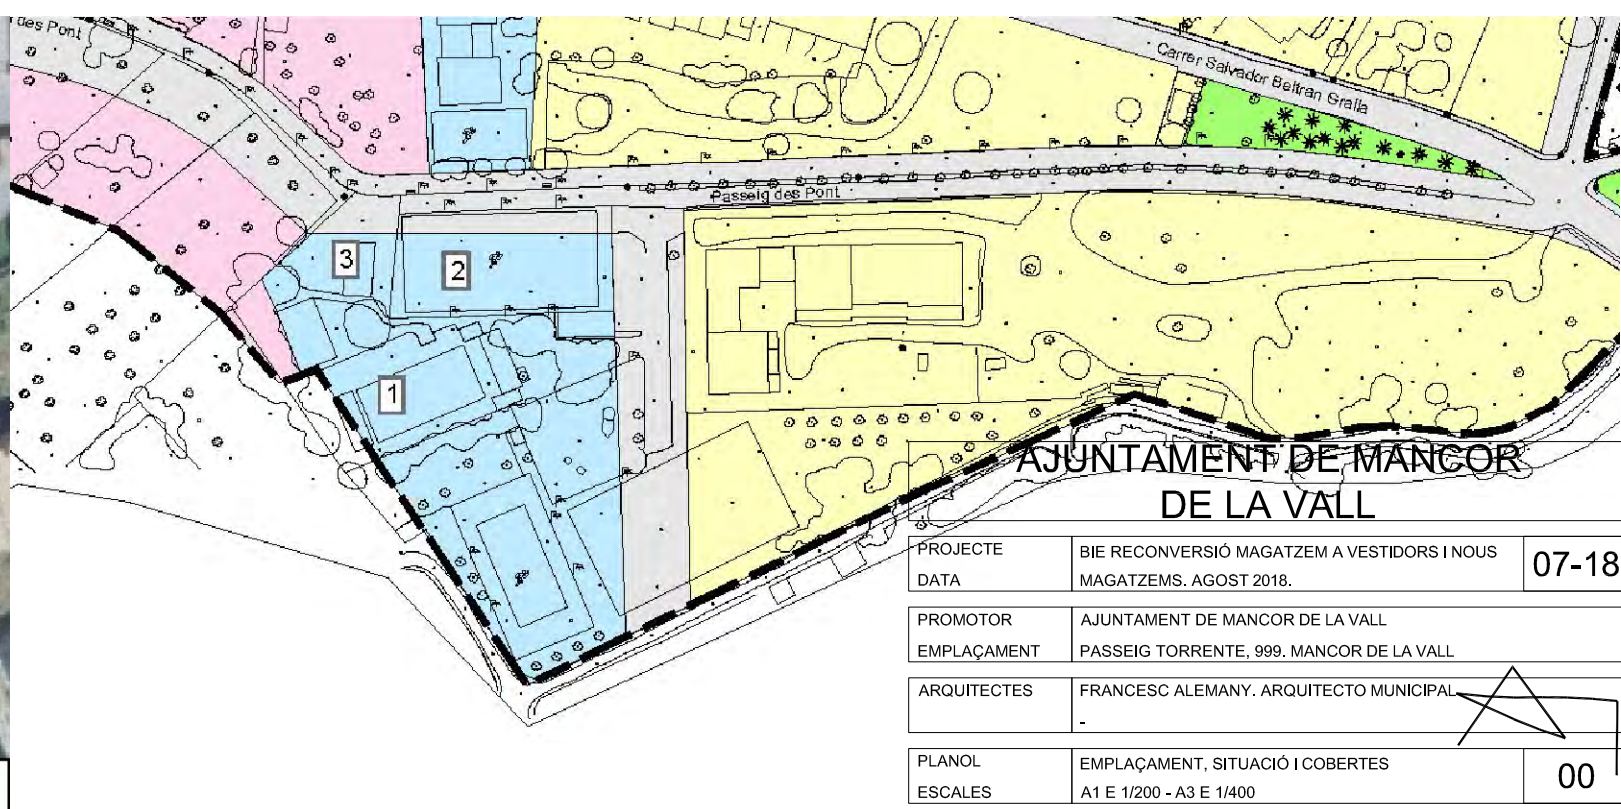 des Pont
Carrer Salvador Beltran Gralla
Passeig des Pont
3
2
1
AJUNTAMENT DE MANCOR
DE LA VALL
PROJECTE
DATA
BIE RECONVERSIÓ MAGATZEM A VESTIDORS I NOUS
MAGATZEMS. AGOST 2018.
07-18
PROMOTOR
EMPLAÇAMENT
AJUNTAMENT DE MANCOR DE LA VALL
PASSEIG TORRENTE, 999. MANCOR DE LA VALL
ARQUITECTES
FRANCESC ALEMANY. ARQUITECTO MUNICIPAL
-
PLANOL
ESCALES
EMPLAÇAMENT, SITUACIÓ I COBERTES
A1 E 1/200 - A3 E 1/400
00